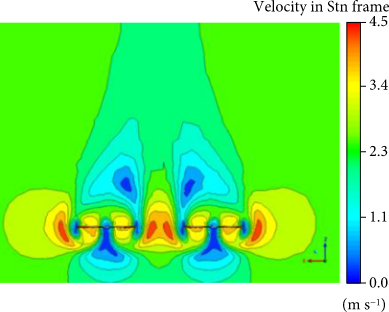 Velocity in Stn frame
4.5
3.4
2.3
1.1
0.0
(m s⁻¹)